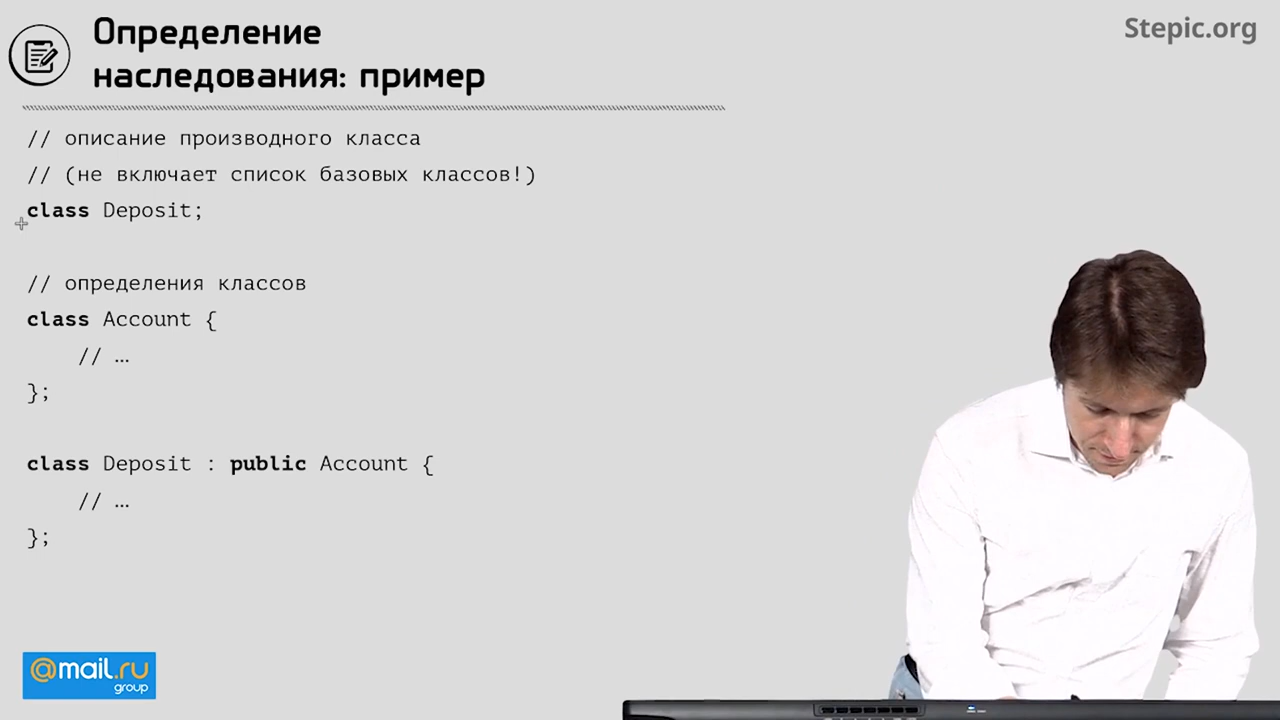 Определение
наследования: пример
Stepic.org
// описание производного класса
// (не включает список базовых классов!)
class Deposit;
// определения классов
class Account {
// …
};
class Deposit : public Account {
// …
};
@mail.ru
group